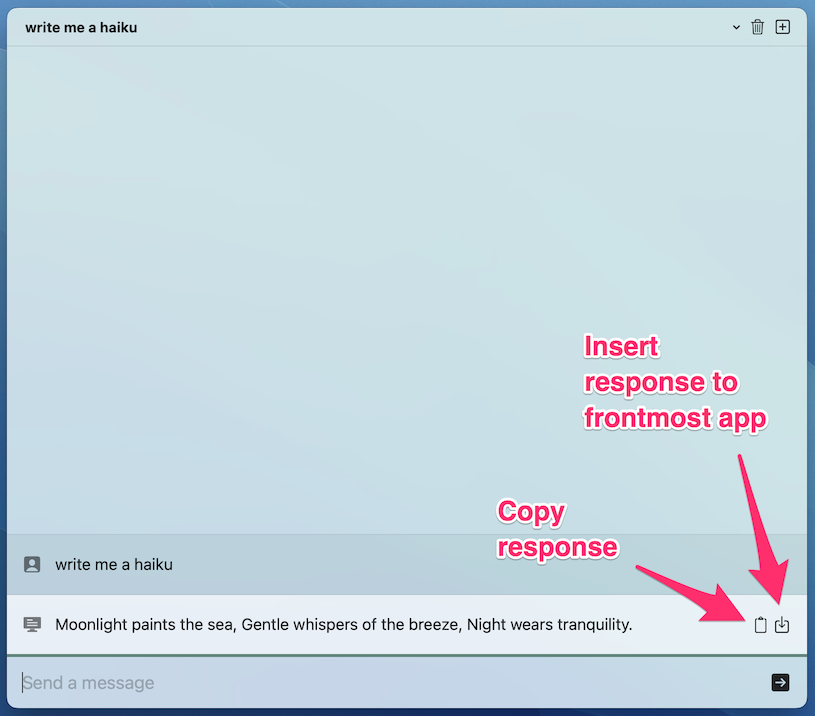 write me a haiku
Insert
response to
frontmost app
Copy
response
write me a haiku
Moonlight paints the sea, Gentle whispers of the breeze, Night wears tranquility.
Send a message